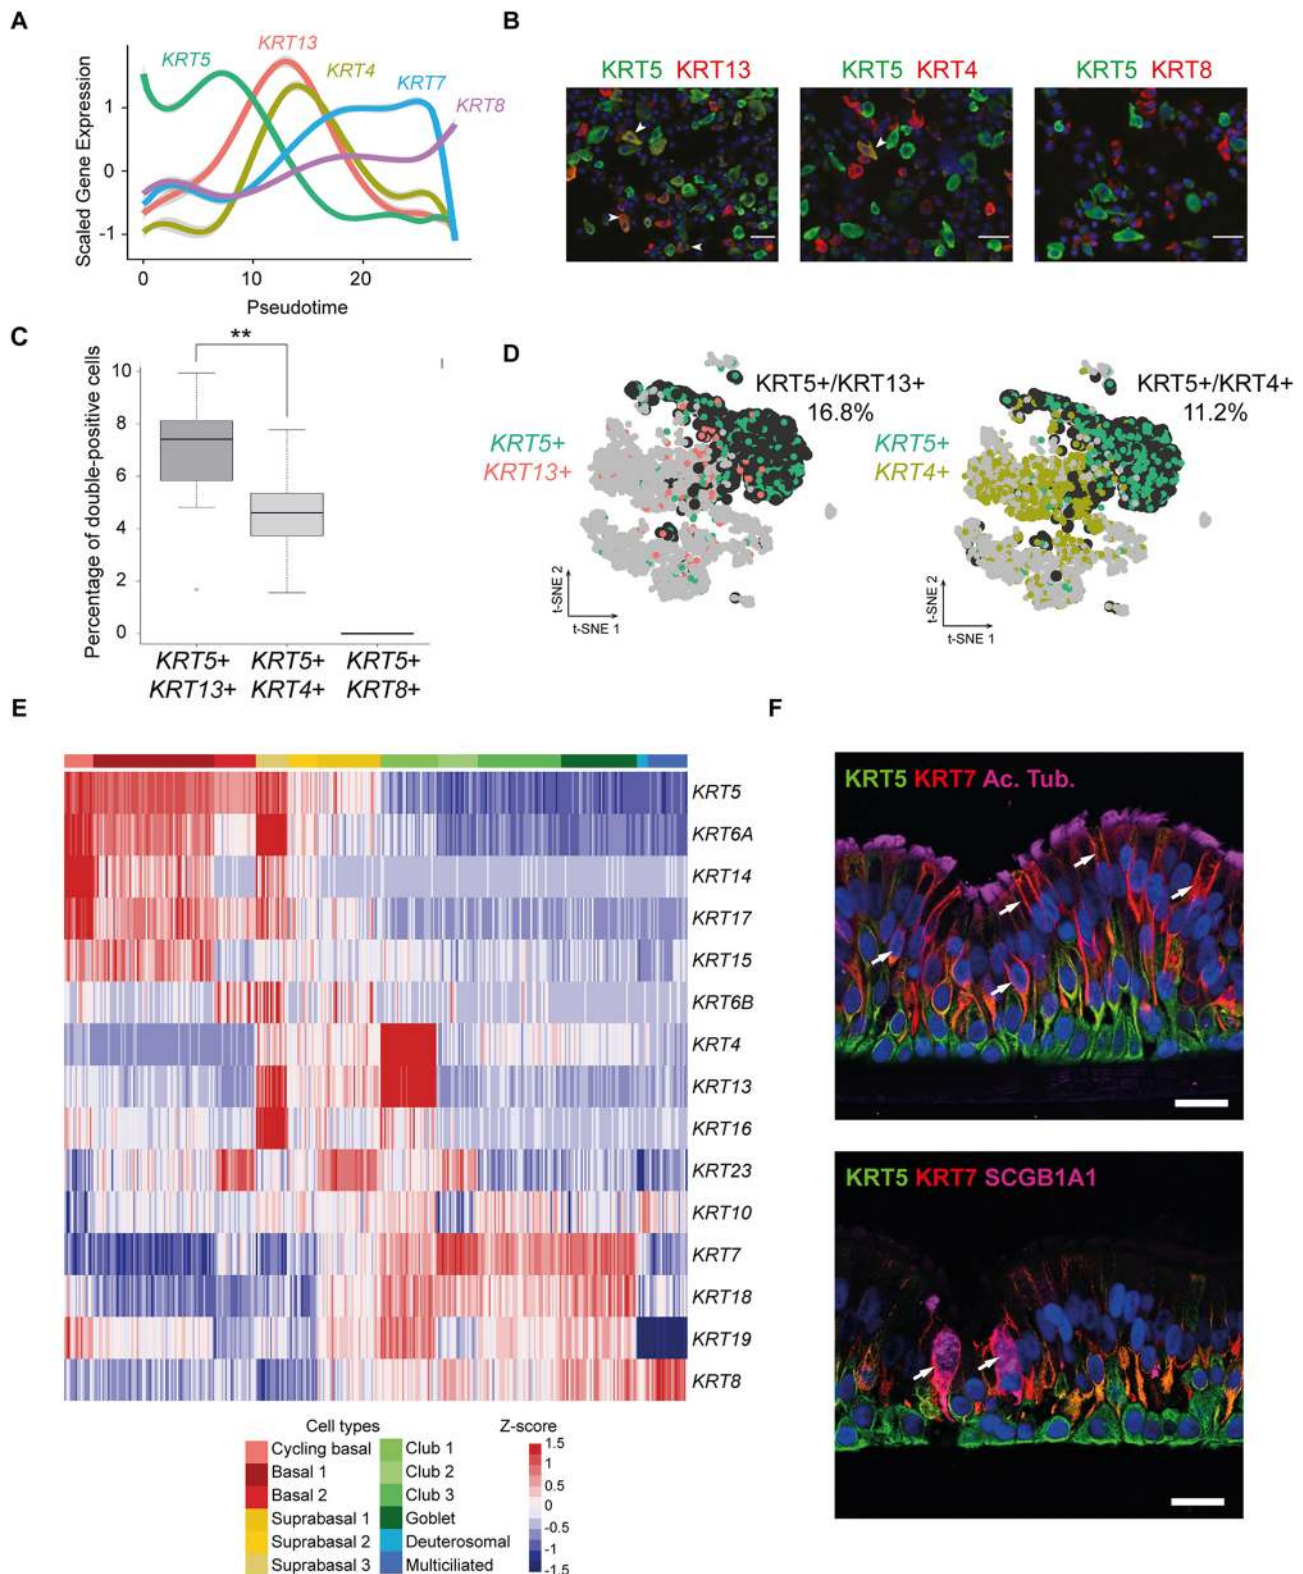 A
Scaled Gene Expression
1
0
-1
KRT5
KRT13
KRT4
KRT7
KRT8
0
10
20
Pseudotime
B
KRT5 KRT13
KRT5 KRT4
KRT5 KRT8
C
Percentage of double-positive cells
10
8
6
4
2
0
**
KRT5+
KRT13+
KRT5+
KRT4+
KRT5+
KRT8+
D
KRT5+/KRT13+
16.8%
KRT5+
KRT13+
t-SNE 2
t-SNE 1
KRT5+/KRT4+
11.2%
KRT5+
KRT4+
t-SNE 2
t-SNE 1
E
KRT5
KRT6A
KRT14
KRT17
KRT15
KRT6B
KRT4
KRT13
KRT16
KRT23
KRT10
KRT7
KRT18
KRT19
KRT8
Cell types
Cycling basal
Basal 1
Basal 2
Suprabasal 1
Suprabasal 2
Suprabasal 3
Club 1
Club 2
Club 3
Goblet
Deuterosomal
Multiciliated
Z-score
1.5
1
0.5
0
-0.5
-1
-1.5
F
KRT5 KRT7 Ac. Tub.
KRT5 KRT7 SCGB1A1